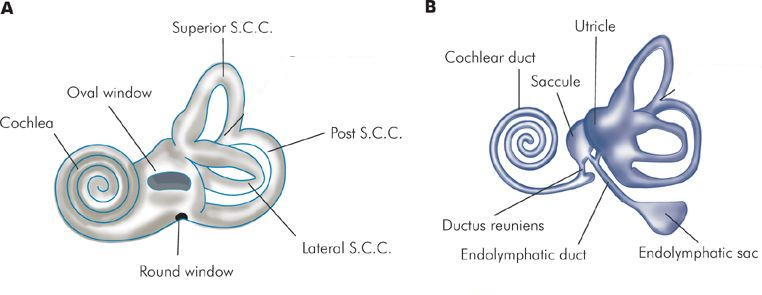 A
Superior S.C.C.
Oval window
Cochlea
Post S.C.C.
Lateral S.C.C.
Round window
B
Utricle
Cochlear duct
Saccule
Ductus reuniens
Endolymphatic duct
Endolymphatic sac